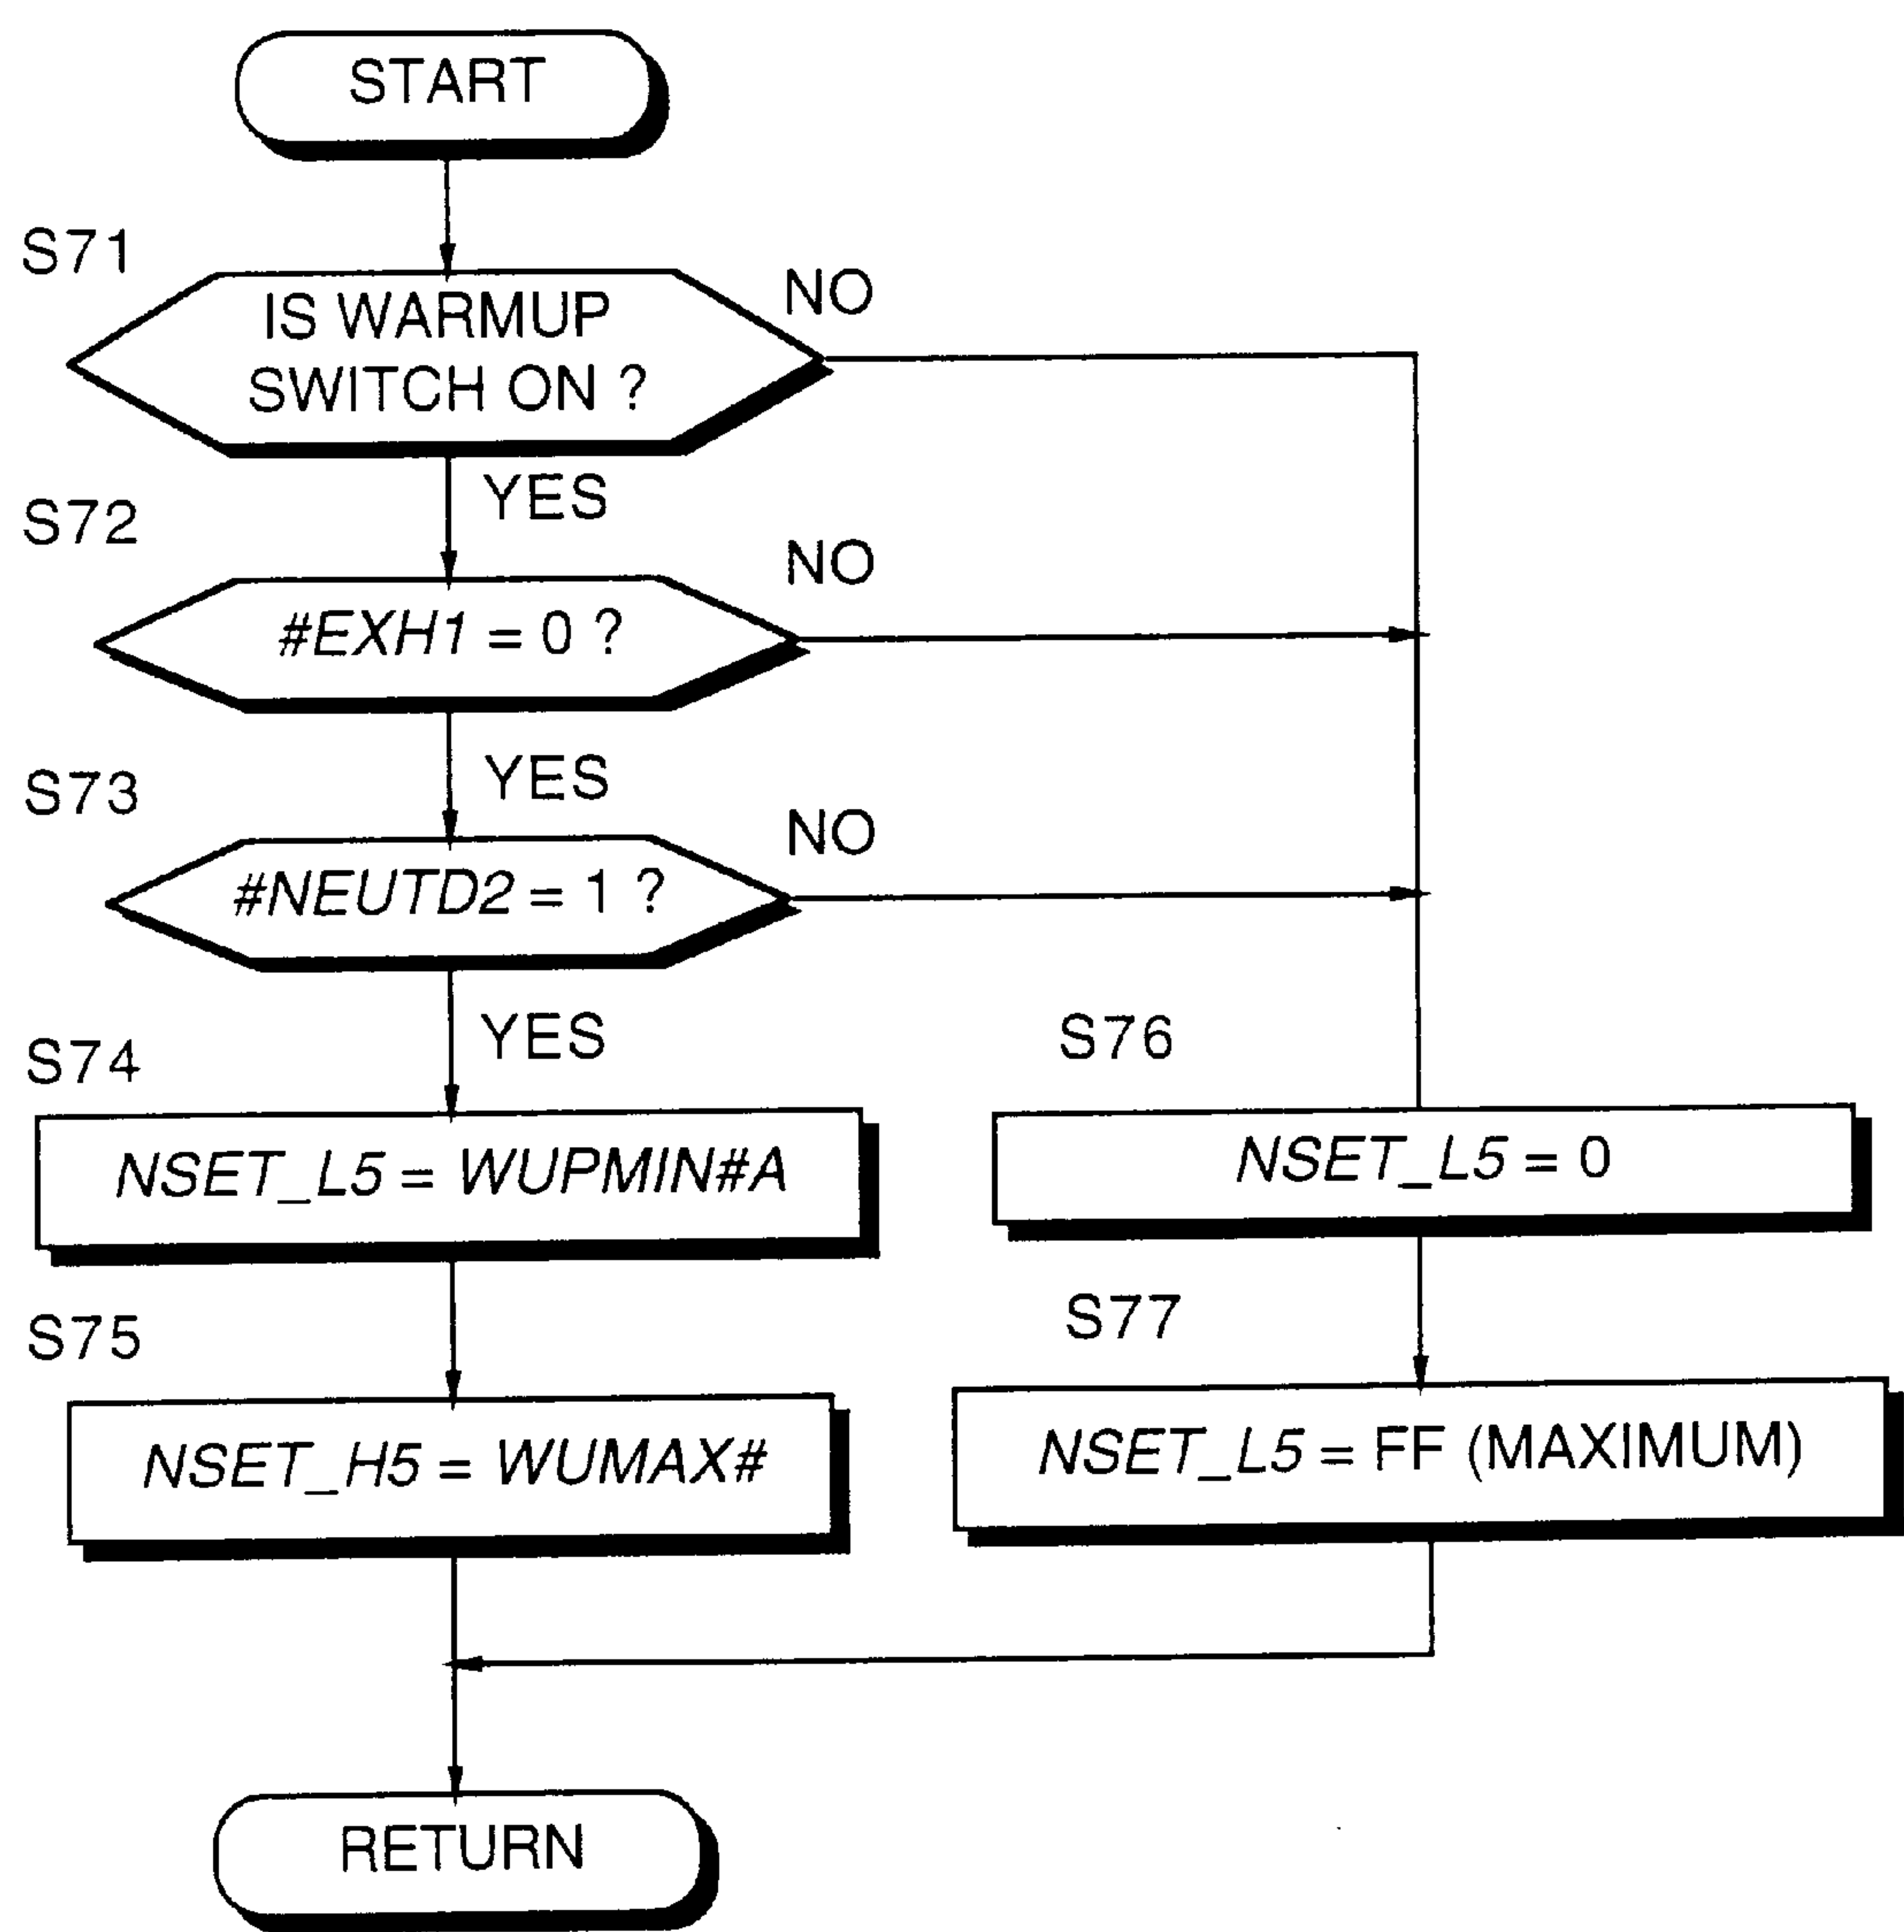 START
S71
IS WARMUP
SWITCH ON ?
NO
YES
S72
#EXH1 = 0 ?
NO
YES
S73
#NEUTD2 = 1 ?
NO
YES
S74
NSET_L5 = WUPMIN#A
S75
NSET_H5 = WUMAX#
S76
NSET_L5 = 0
S77
NSET_L5 = FF (MAXIMUM)
RETURN